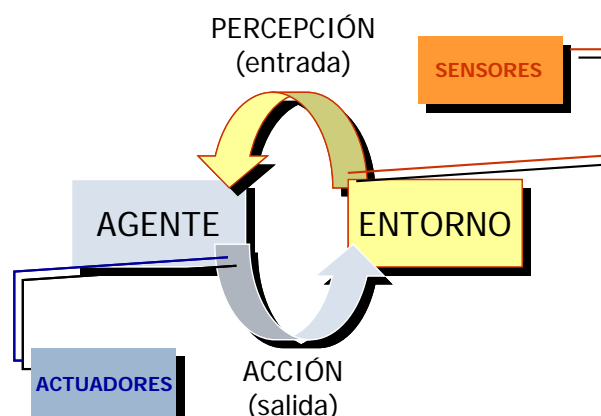 PERCEPCIÓN
(entrada)
SENSORES
AGENTE
ENTORNO
ACTUADORES
ACCIÓN
(salida)